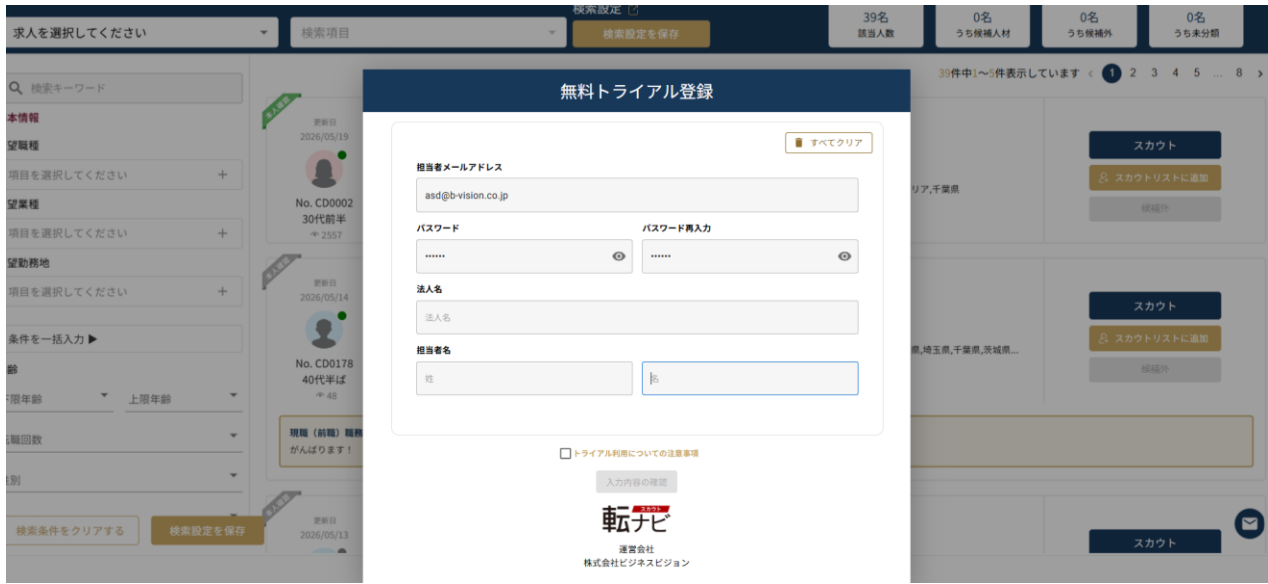 検索設定
求人を選択してください
検索項目
検索設定を保存
39名
該当人数
0名
うち候補人材
0名
うち候補外
0名
うち未分類
39件中1~5件表示しています < 1 2 3 4 5 ... 8 >
検索キーワード
本情報
望職種
項目を選択してください +
望業種
項目を選択してください +
望勤務地
項目を選択してください +
条件を一括入力 ▶
齢
下限年齢
上限年齢
転職回数
性別
検索条件をクリアする
検索設定を保存
更新日
2026/05/19
No. CD0002
30代前半
2557
リア,千葉県
スカウト
スカウトリストに追加
候補外
更新日
2026/05/14
No. CD0178
40代半ば
48
県,埼玉県,千葉県,茨城県...
スカウト
スカウトリストに追加
候補外
現職（前職）職務
がんばります！
更新日
2026/05/13
スカウト
無料トライアル登録
すべてクリア
担当者メールアドレス
asd@b-vision.co.jp
パスワード
パスワード再入力
······
······
法人名
法人名
担当者名
姓
名
トライアル利用についての注意事項
入力内容の確認
スカウト
転ナビ
運営会社
株式会社ビジネスビジョン